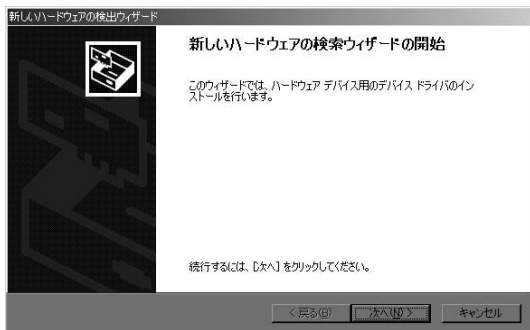 新しいハードウェアの検出ウィザード
新しいハードウェアの検索ウィザードの開始
このウィザードでは、ハードウェア デバイス用のデバイス ドライバのイン
ストールを行います。
続行するには、[次へ] をクリックしてください。
< 戻る(B)
次へ(N) >
キャンセル